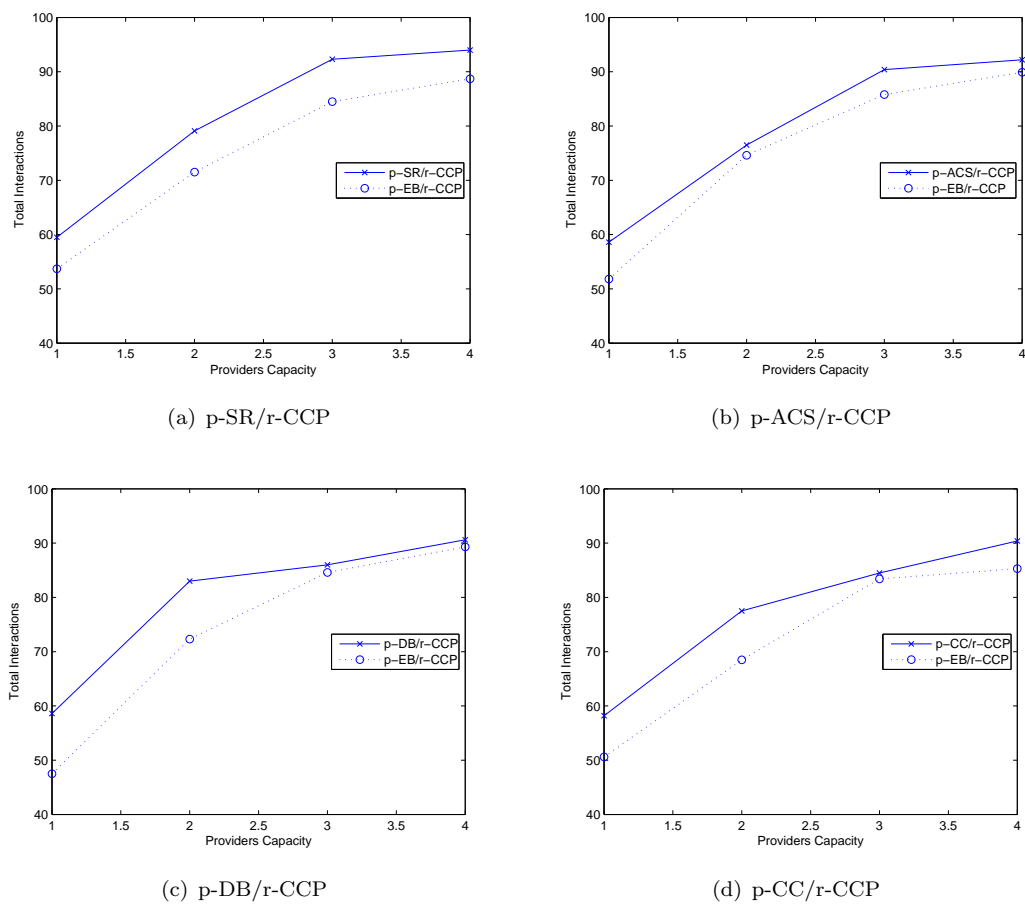 100
90
80
70
60
50
40
Total Interactions
p−SR/r−CCP
p−EB/r−CCP
1 1.5 2 2.5 3 3.5 4
Providers Capacity
(a) p-SR/r-CCP
100
90
80
70
60
50
40
Total Interactions
p−ACS/r−CCP
p−EB/r−CCP
1 1.5 2 2.5 3 3.5 4
Providers Capacity
(b) p-ACS/r-CCP
100
90
80
70
60
50
40
Total Interactions
p−DB/r−CCP
p−EB/r−CCP
1 1.5 2 2.5 3 3.5 4
Providers Capacity
(c) p-DB/r-CCP
100
90
80
70
60
50
40
Total Interactions
p−CC/r−CCP
p−EB/r−CCP
1 1.5 2 2.5 3 3.5 4
Providers Capacity
(d) p-CC/r-CCP